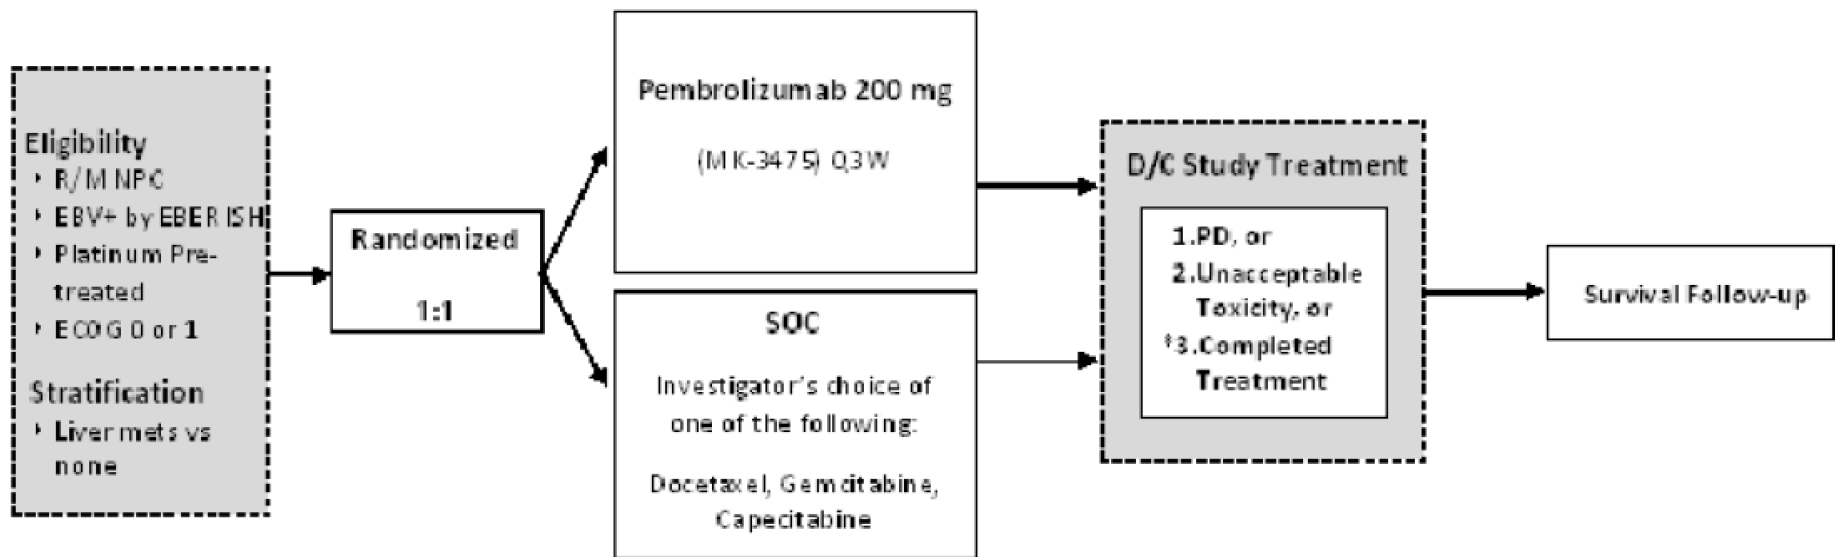 Eligibility
‣ R/M NPC
‣ EBV+ by EBER ISH
‣ Platinum Pre-
treated
‣ ECOG 0 or 1
Stratification
‣ Liver mets vs
none
Randomized
1:1
Pembrolizumab 200 mg
(MK-3475) Q3W
SOC
Investigator's choice of
one of the following:
Docetaxel, Gemcitabine,
Capecitabine
D/C Study Treatment
1.PD, or
2.Unacceptable
Toxicity, or
*3.Completed
Treatment
Survival Follow-up